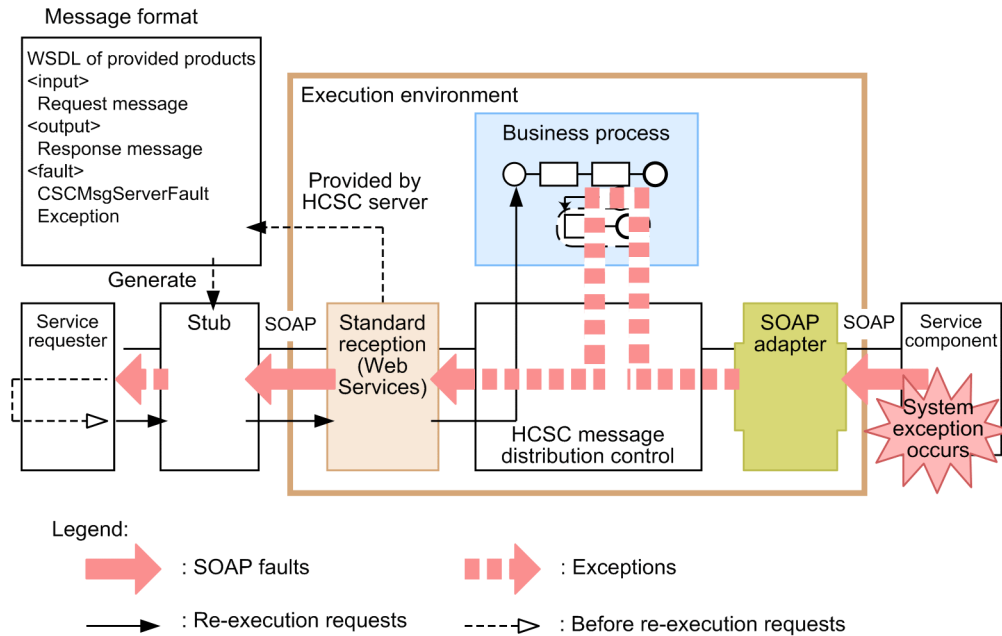 Message format
WSDL of provided products
<input>
Request message
<output>
Response message
<fault>
CSCMsgServerFault
Exception
Execution environment
Business process
Provided by
HCSC server
Generate
Service
requester
Stub
SOAP
Standard
reception
(Web
Services)
HCSC message
distribution control
SOAP
adapter
SOAP
Service
component
System
exception
occurs
Legend:
: SOAP faults
: Exceptions
: Re-execution requests
: Before re-execution requests